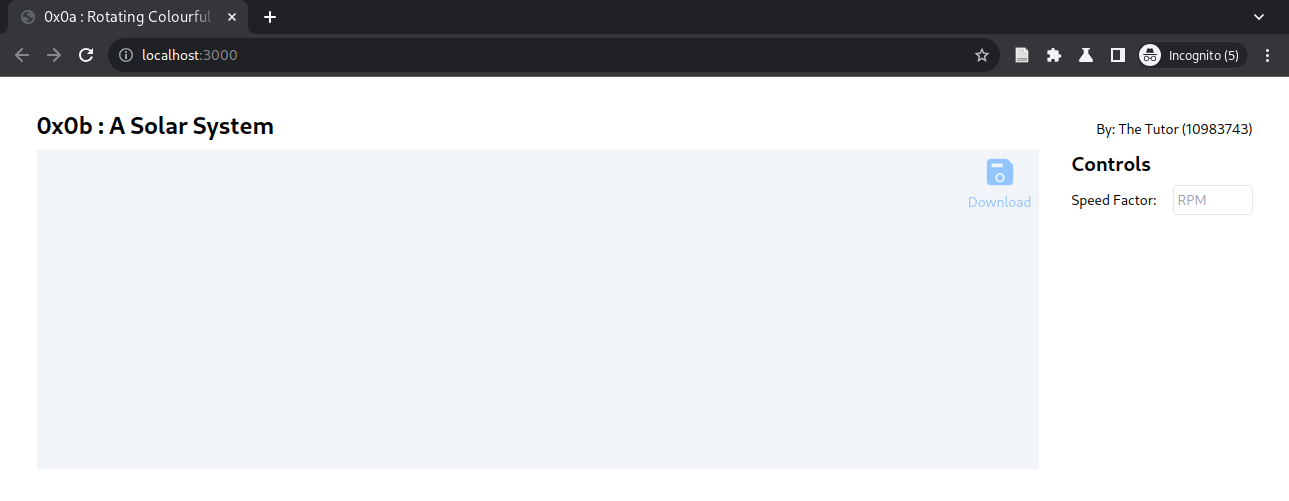 0x0a : Rotating Colourful
localhost:3000
Incognito (5)
0x0b : A Solar System
By: The Tutor (10983743)
Download
Controls
Speed Factor: RPM